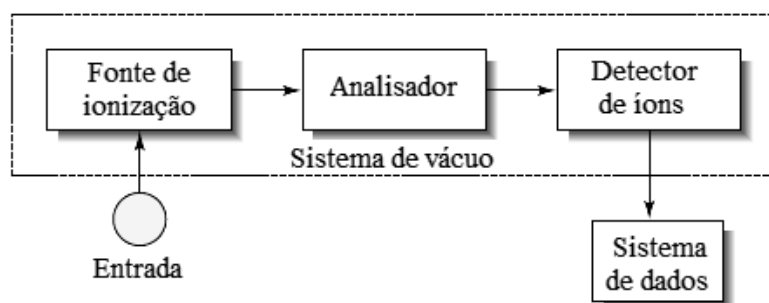 Fonte de
ionização
Analisador
Detector
de íons
Sistema de vácuo
Entrada
Sistema
de dados